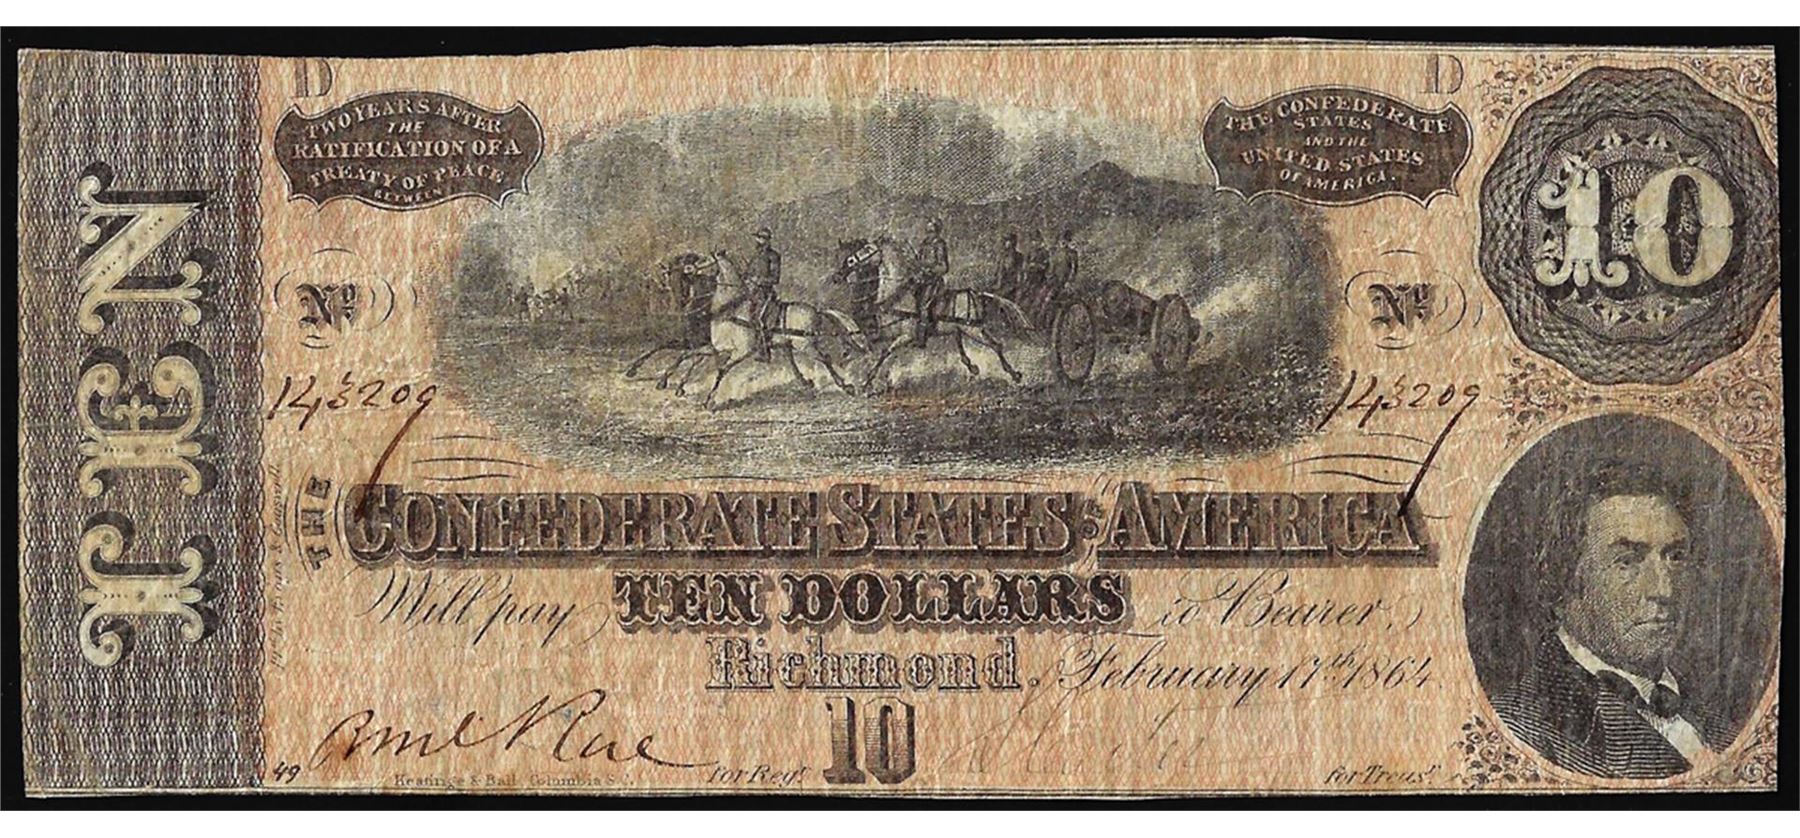 D
D
TWO YEARS AFTER
THE
RATIFICATION OF A
TREATY OF PEACE
BETWEEN
THE CONFEDERATE
STATES
AND THE
UNITED STATES
OF AMERICA.
10
TEN
No
No
THE
CONFEDERATE STATES OF AMERICA
Will pay TEN DOLLARS to Bearer
Richmond. February 17th 1864.
10
49
Keatinge & Ball Columbia S.C.
for Regr
for Treasr